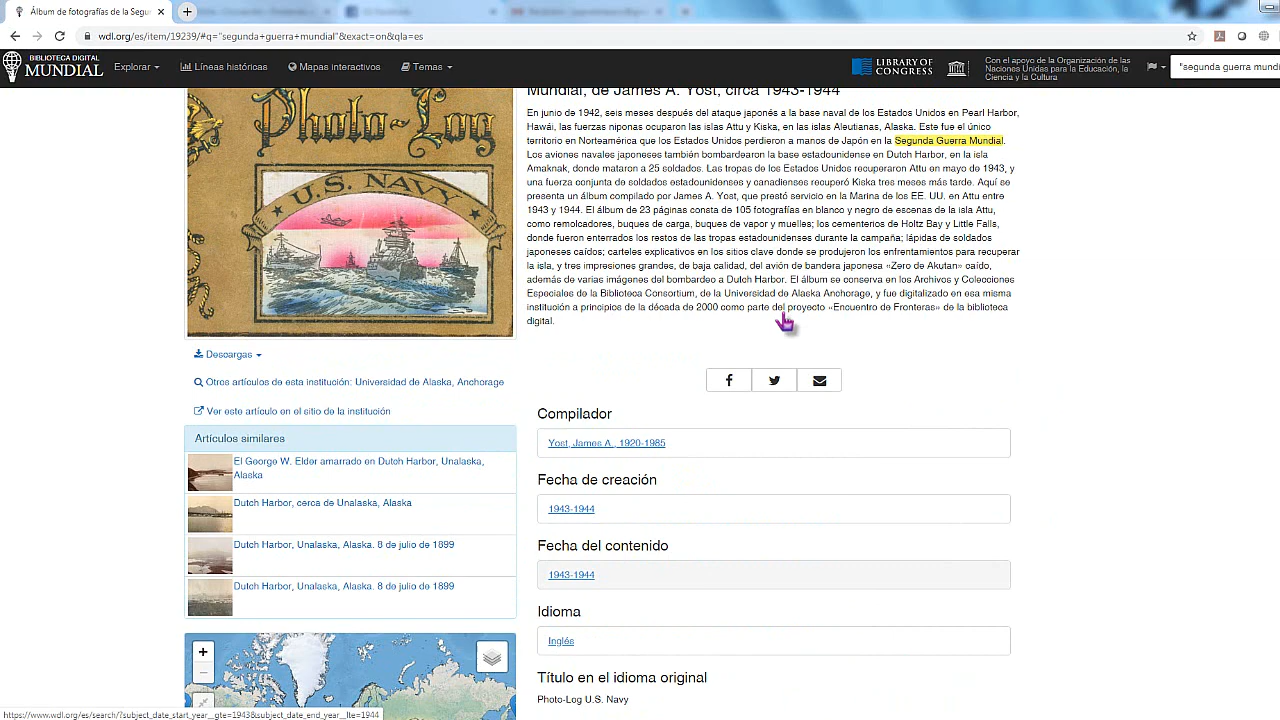 Álbum de fotografías de la Segu
wdl.org/es/item/19239/#q="segunda+guerra+mundial"&exact=on&qla=es
BIBLIOTECA DIGITAL
MUNDIAL
Explorar
Líneas históricas
Mapas interactivos
Temas
LIBRARY OF
CONGRESS
Con el apoyo de la Organización de las
Naciones Unidas para la Educación, la
Ciencia y la Cultura
"segunda guerra mundi
Photo-Log
U.S. NAVY
Mundial, de James A. Yost, circa 1943-1944
En junio de 1942, seis meses después del ataque japonés a la base naval de los Estados Unidos en Pearl Harbor,
Hawái, las fuerzas niponas ocuparon las islas Attu y Kiska, en las islas Aleutianas, Alaska. Este fue el único
territorio en Norteamérica que los Estados Unidos perdieron a manos de Japón en la Segunda Guerra Mundial.
Los aviones navales japoneses también bombardearon la base estadounidense en Dutch Harbor, en la isla
Amaknak, donde mataron a 25 soldados. Las tropas de los Estados Unidos recuperaron Attu en mayo de 1943, y
una fuerza conjunta de soldados estadounidenses y canadienses recuperó Kiska tres meses más tarde. Aquí se
presenta un álbum compilado por James A. Yost, que prestó servicio en la Marina de los EE. UU. en Attu entre
1943 y 1944. El álbum de 23 páginas consta de 105 fotografías en blanco y negro de escenas de la isla Attu,
como remolcadores, buques de carga, buques de vapor y muelles; los cementerios de Holtz Bay y Little Falls,
donde fueron enterrados los restos de las tropas estadounidenses durante la campaña; lápidas de soldados
japoneses caídos; carteles explicativos en los sitios clave donde se produjeron los enfrentamientos para recuperar
la isla, y tres impresiones grandes, de baja calidad, del avión de bandera japonesa «Zero de Akutan» caído,
además de varias imágenes del bombardeo a Dutch Harbor. El álbum se conserva en los Archivos y Colecciones
Especiales de la Biblioteca Consortium, de la Universidad de Alaska Anchorage, y fue digitalizado en esa misma
institución a principios de la década de 2000 como parte del proyecto «Encuentro de Fronteras» de la biblioteca
digital.
Descargas
Otros artículos de esta institución: Universidad de Alaska, Anchorage
Ver este artículo en el sitio de la institución
Artículos similares
El George W. Elder amarrado en Dutch Harbor, Unalaska,
Alaska
Dutch Harbor, cerca de Unalaska, Alaska
Dutch Harbor, Unalaska, Alaska. 8 de julio de 1899
Dutch Harbor, Unalaska, Alaska. 8 de julio de 1899
+
−
Compilador
Yost, James A., 1920-1985
Fecha de creación
1943-1944
Fecha del contenido
1943-1944
Idioma
Inglés
Título en el idioma original
Photo-Log U.S. Navy
https://www.wdl.org/es/search/?subject_date_start_year__gte=1943&subject_date_end_year__lte=1944